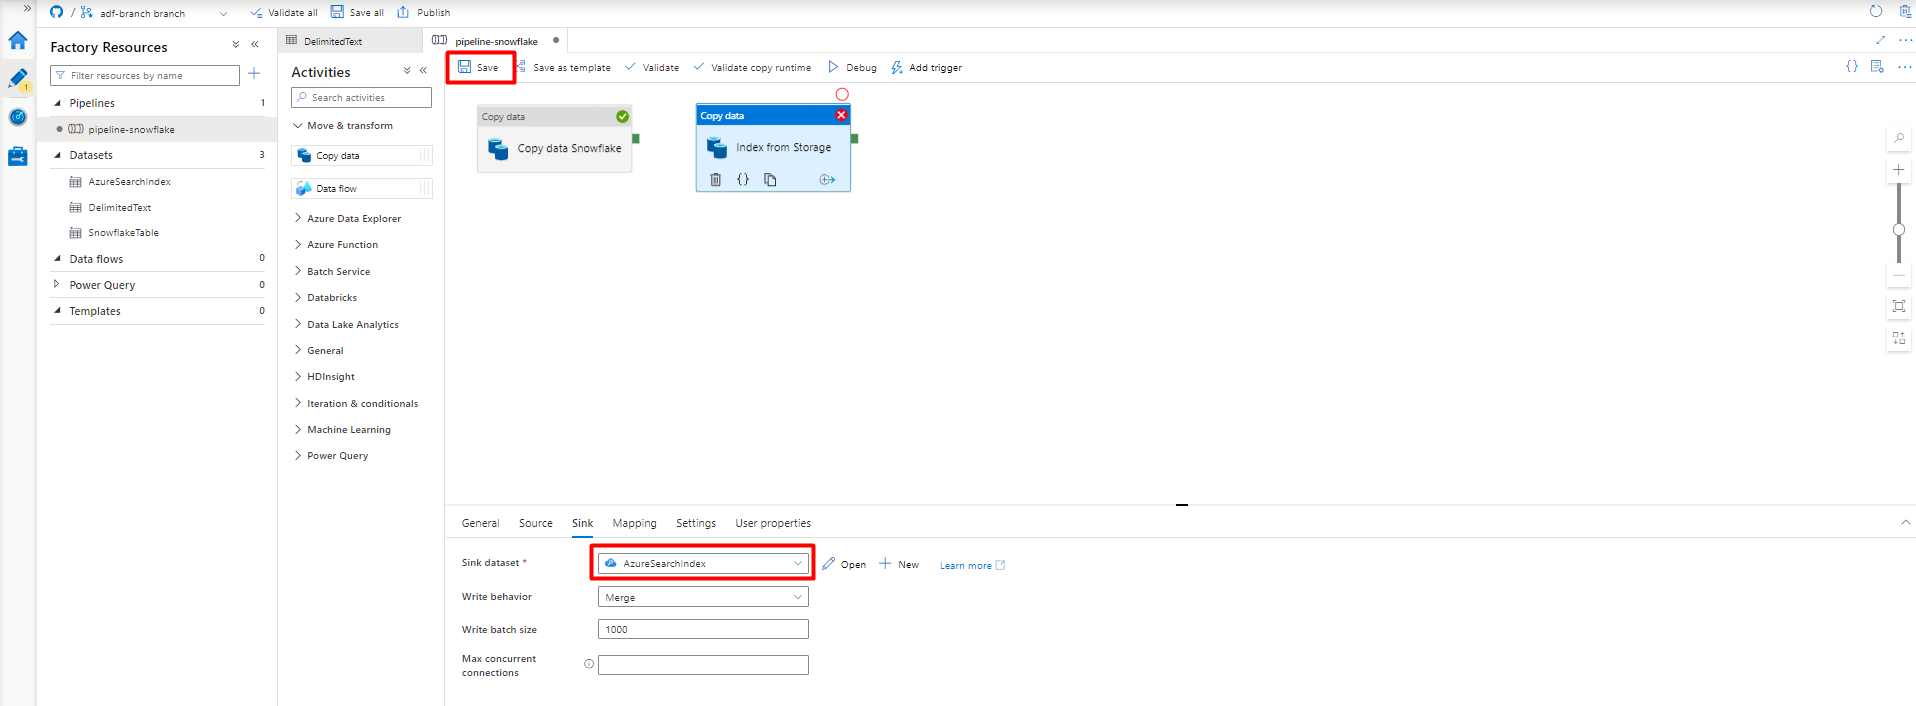 / adf-branch branch
Validate all
Save all
Publish
Factory Resources
Filter resources by name
1
Pipelines 1
pipeline-snowflake
Datasets 3
AzureSearchIndex
DelimitedText
SnowflakeTable
Data flows 0
Power Query 0
Templates 0
DelimitedText
pipeline-snowflake
Activities
Search activities
Move & transform
Copy data
Data flow
Azure Data Explorer
Azure Function
Batch Service
Databricks
Data Lake Analytics
General
HDInsight
Iteration & conditionals
Machine Learning
Power Query
Save
Save as template
Validate
Validate copy runtime
Debug
Add trigger
Copy data
Copy data Snowflake
Copy data
Index from Storage
General
Source
Sink
Mapping
Settings
User properties
Sink dataset *
AzureSearchIndex
Open
New
Learn more
Write behavior
Merge
Write batch size
1000
Max concurrent
connections